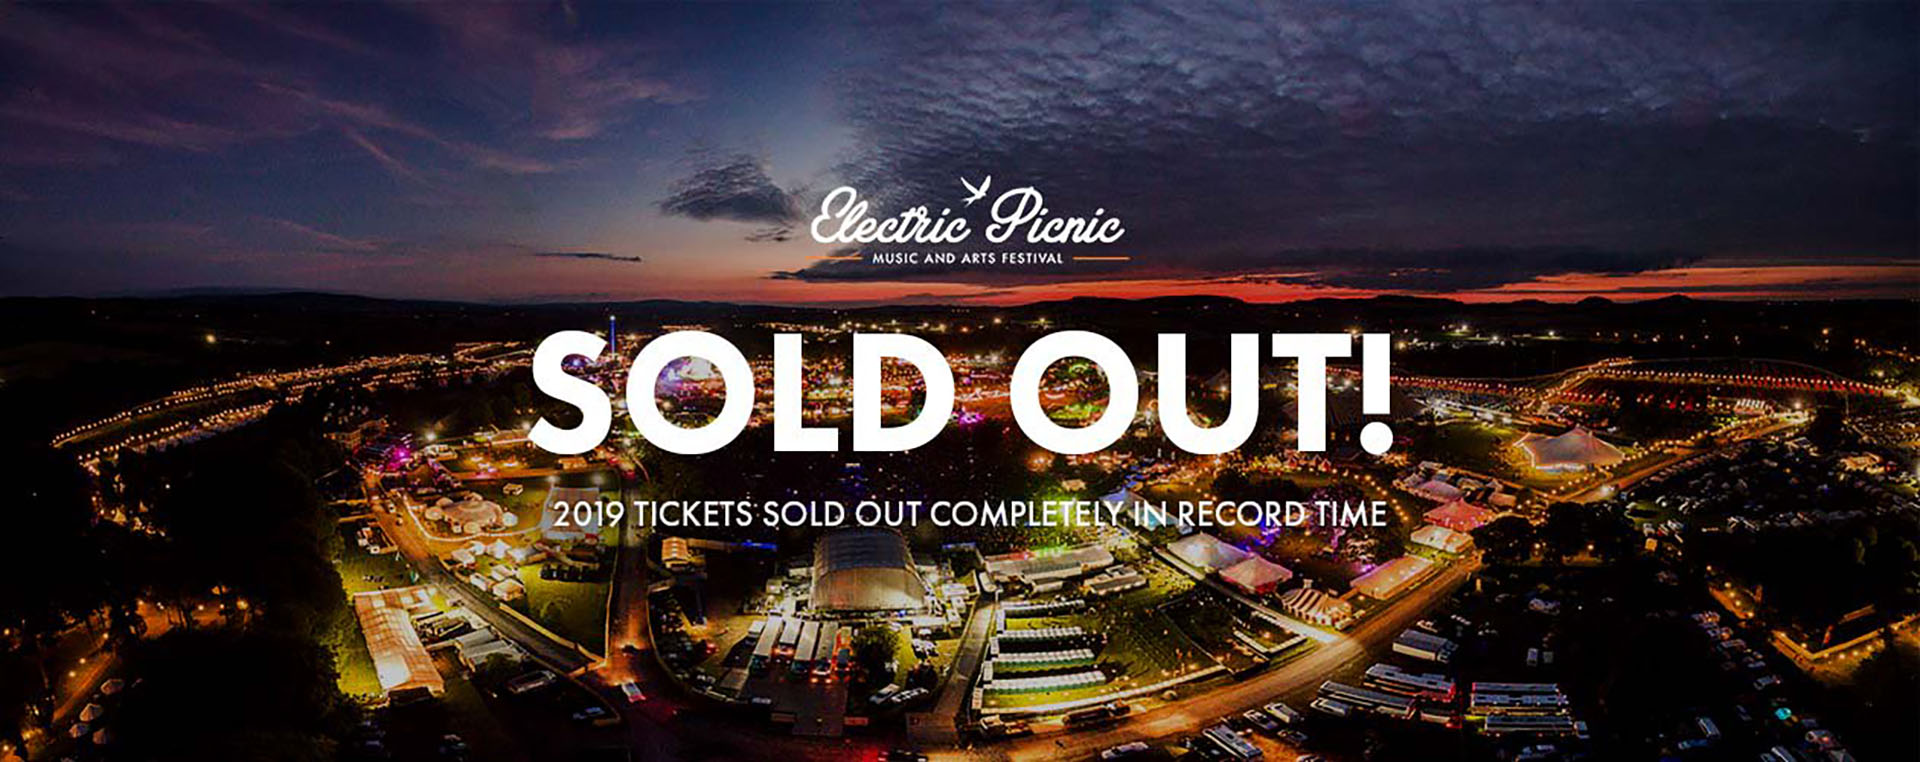 Electric Picnic
MUSIC AND ARTS FESTIVAL
SOLD OUT!
2019 TICKETS SOLD OUT COMPLETELY IN RECORD TIME